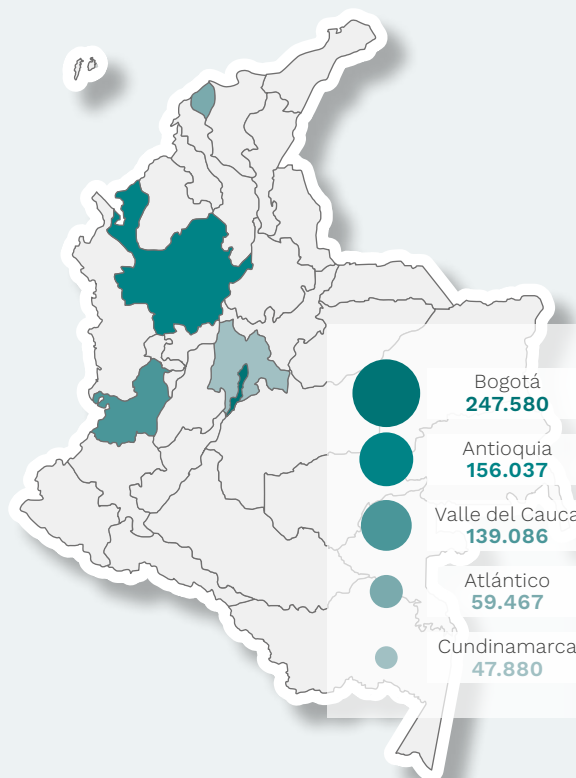 Bogotá
247.580
Antioquia
156.037
Valle del Cauca
139.086
Atlántico
59.467
Cundinamarca
47.880